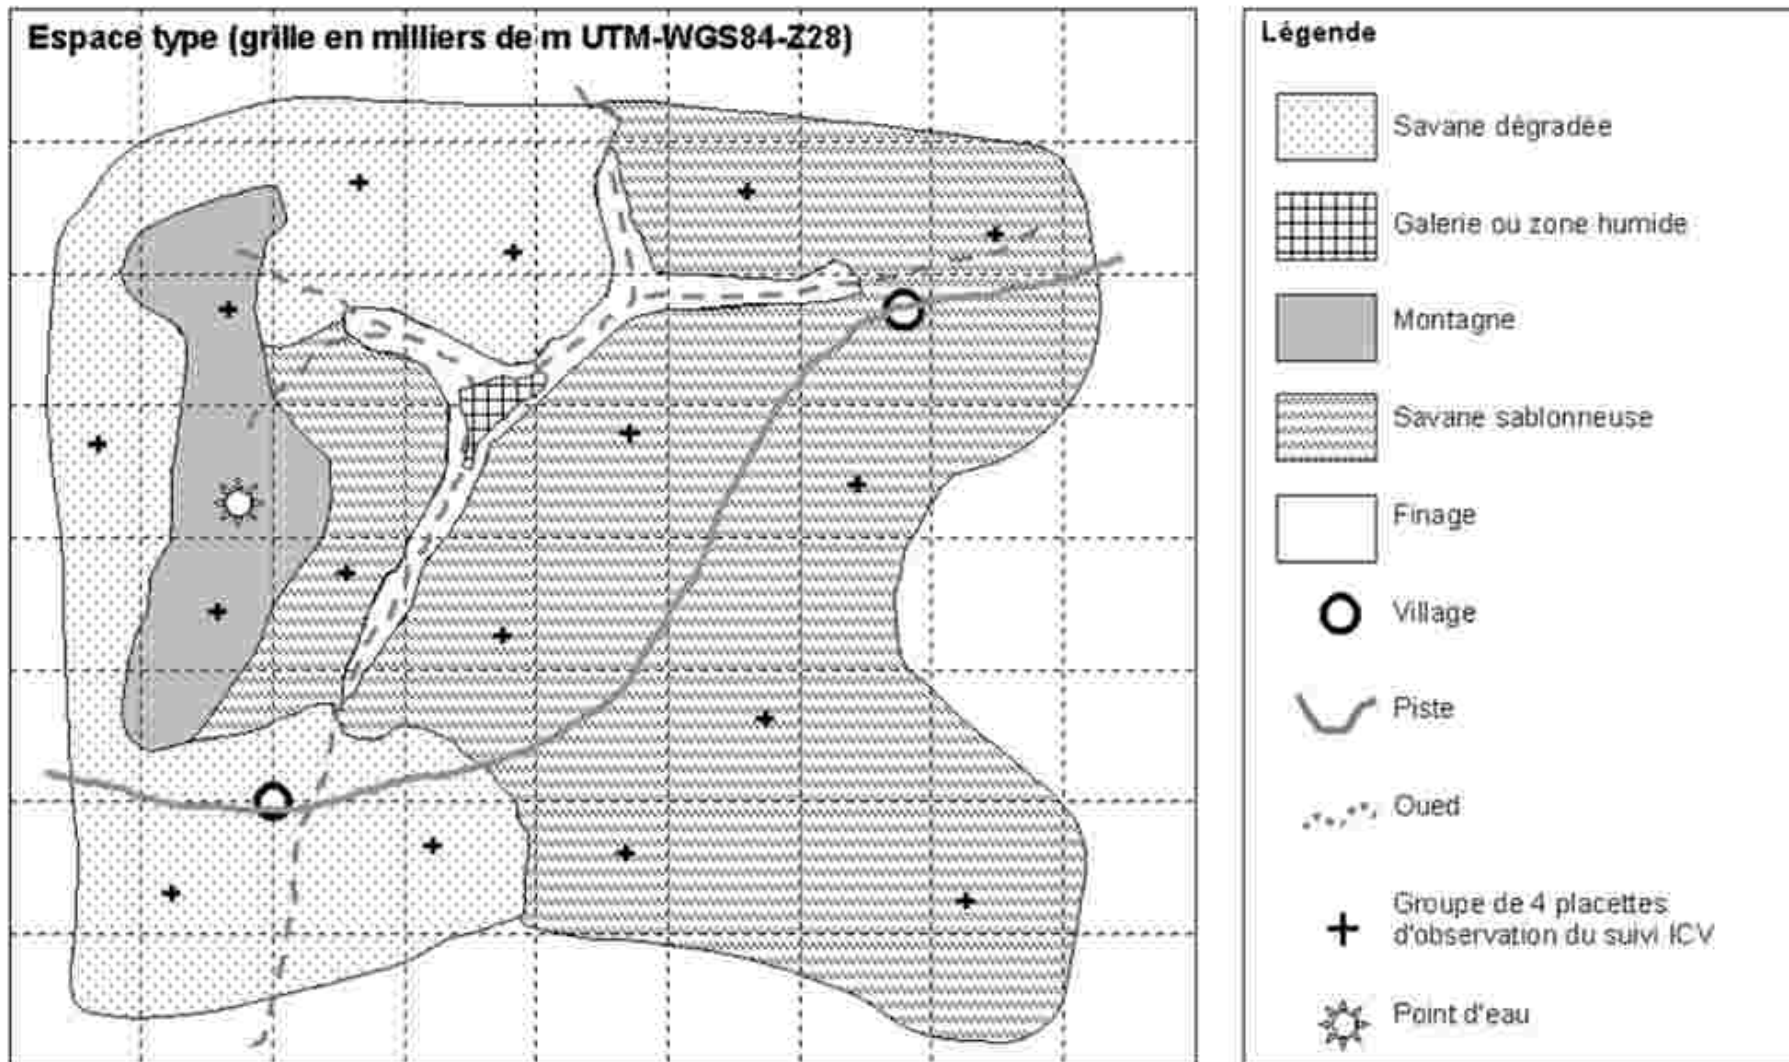 Espace type (grille en milliers de m UTM-WGS84-Z28)
Légende
Savane dégradée
Galerie ou zone humide
Montagne
Savane sablonneuse
Finage
Village
Piste
Oued
Groupe de 4 placettes
d'observation du suivi ICV
Point d'eau